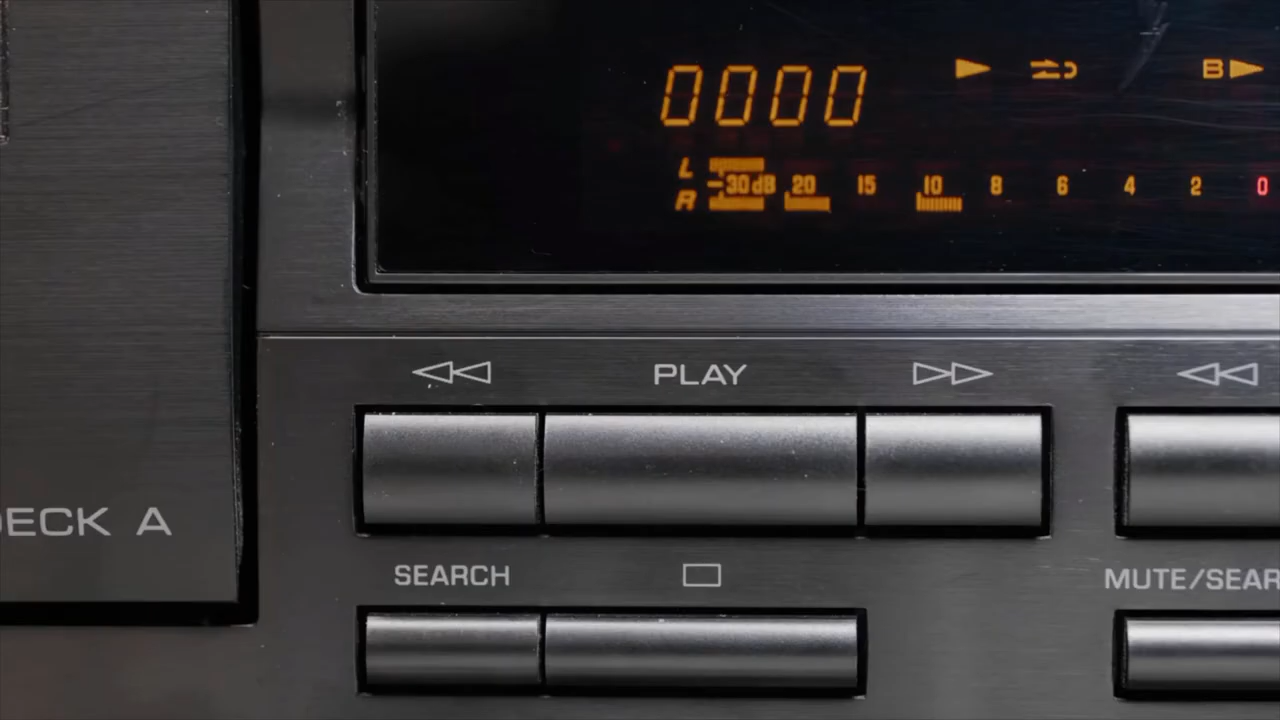 0000
B
L
-30dB 20 15 10 8 6 4 2 0
R
PLAY
DECK A
SEARCH
MUTE/SEAR